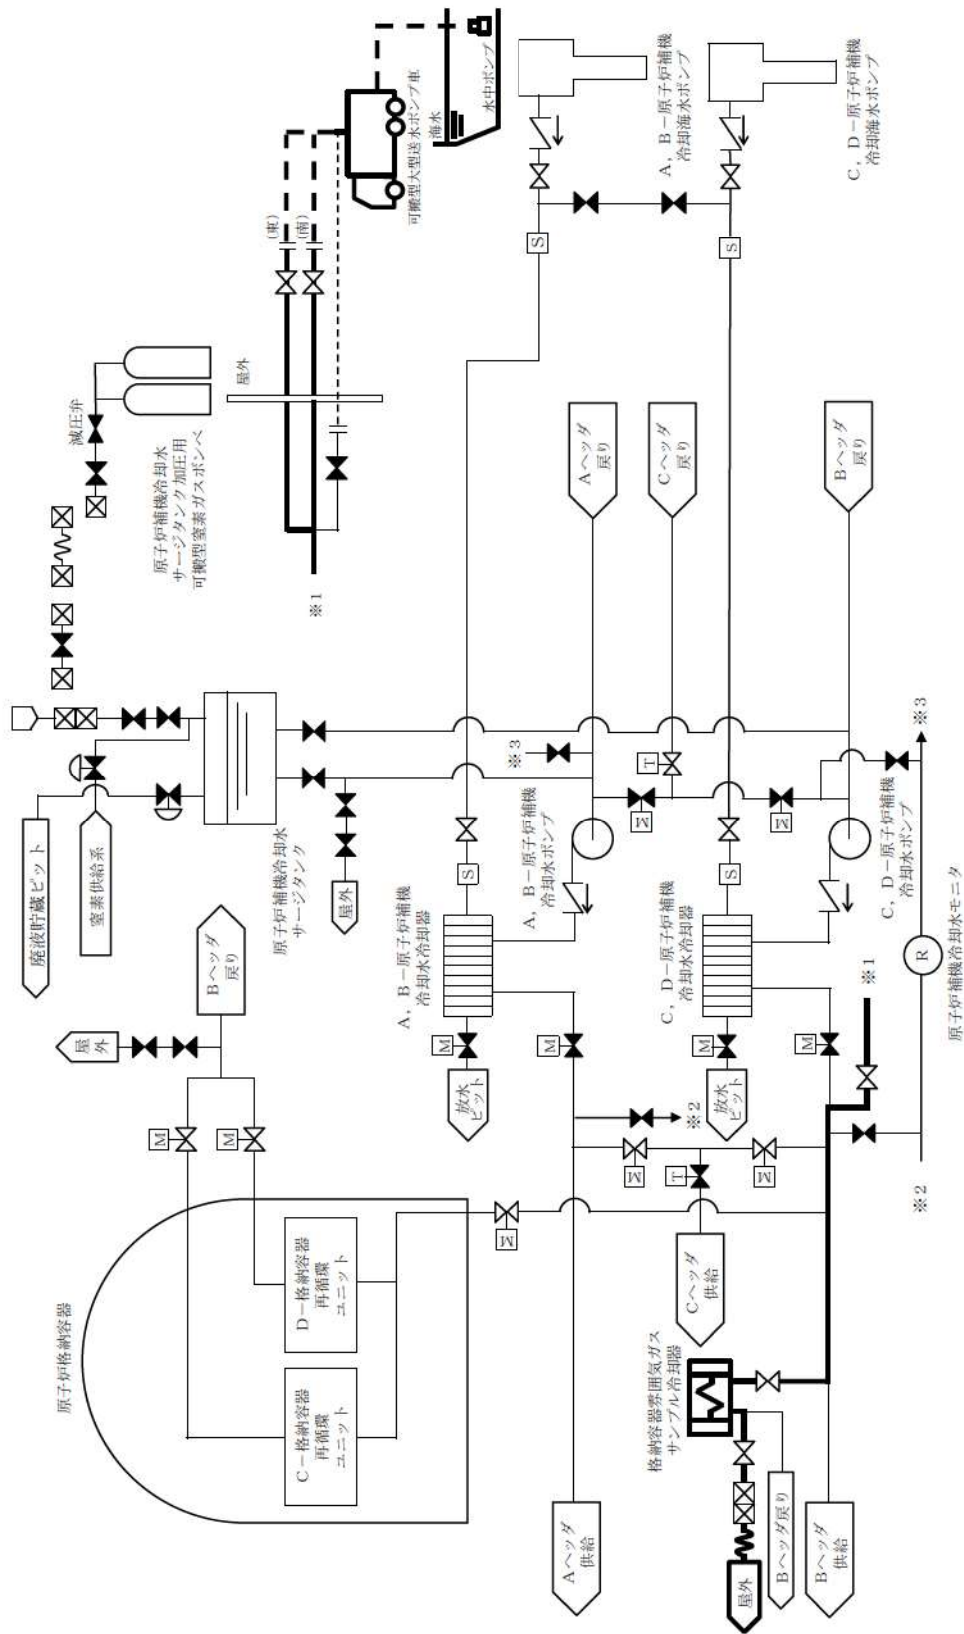 原子炉格納容器
C-格納容器
再循環
ユニット
D-格納容器
再循環
ユニット
M
M
屋外
Bヘッダ
戻り
廃液貯蔵ピット
窒素供給系
原子炉補機冷却水
サージタンク
屋外
減圧弁
原子炉補機冷却水
サージタンク加圧用
可搬型窒素ガスボンベ
屋外
※1
(東)
(南)
可搬型大型送水ポンプ車
海水
水中ポンプ
Aヘッダ
供給
M
放水
ピット
M
A,B-原子炉補機
冷却水冷却器
S
M
※2
M
T
M
Cヘッダ
供給
A,B-原子炉補機
冷却水ポンプ
※3
M
T
M
Aヘッダ
戻り
Cヘッダ
戻り
Bヘッダ
戻り
S
A,B-原子炉補機
冷却海水ポンプ
S
C,D-原子炉補機
冷却海水ポンプ
格納容器雰囲気ガス
サンプル冷却器
屋外
Bヘッダ戻り
Bヘッダ
供給
放水
ピット
M
C,D-原子炉補機
冷却水冷却器
S
M
※1
C,D-原子炉補機
冷却水ポンプ
※2
R
※3
原子炉補機冷却水モニタ